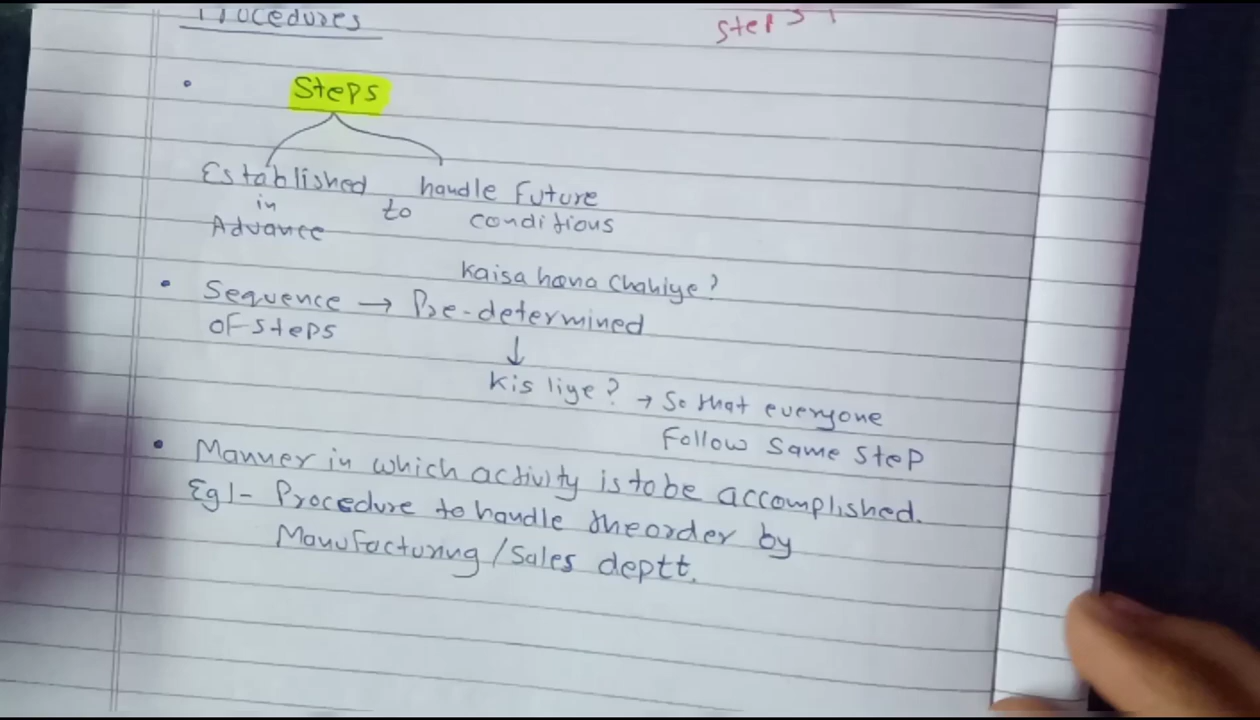 Procedures
Steps
• Steps
Established in Advance to handle Future conditions
Kaisa hona chahiye?
• Sequence → Pre-determined
of steps
↓
Kis liye? → So that everyone
Follow same step
• Manner in which activity is to be accomplished.
Eg!- Procedure to handle the order by
Manufacturing/Sales deptt.